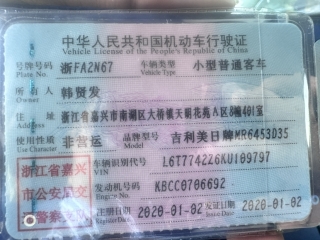 中华人民共和国机动车行驶证
Vehicle License of the People's Republic of China
号牌号码 浙FA2N67 车辆类型 小型普通客车
Plate No. Vehicle Type
所有人 韩贤发
Owner
住址 浙江省嘉兴市南湖区大桥镇天明花苑A区8幢401室
Address
使用性质 非营运 品牌型号 吉利美日牌MR6453D35
Use Character Model
浙江省嘉兴市公安局交警察支队
车辆识别代号 L6T7742Z6KU109797
VIN
发动机号码 KBCC0706692
Engine No.
注册日期 2020-01-02 发证日期 2020-01-02
Register Date Issue Date